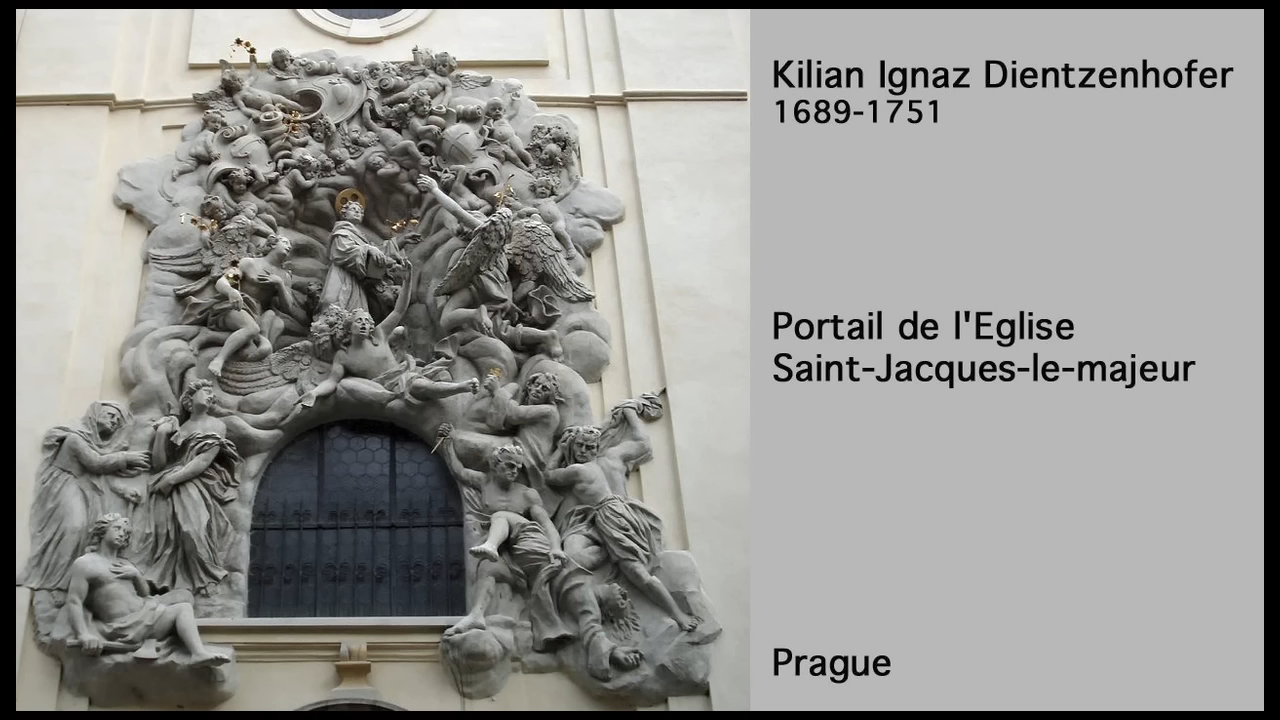 Kilian Ignaz Dientzenhofer
1689-1751
Portail de l'Eglise
Saint-Jacques-le-majeur
Prague